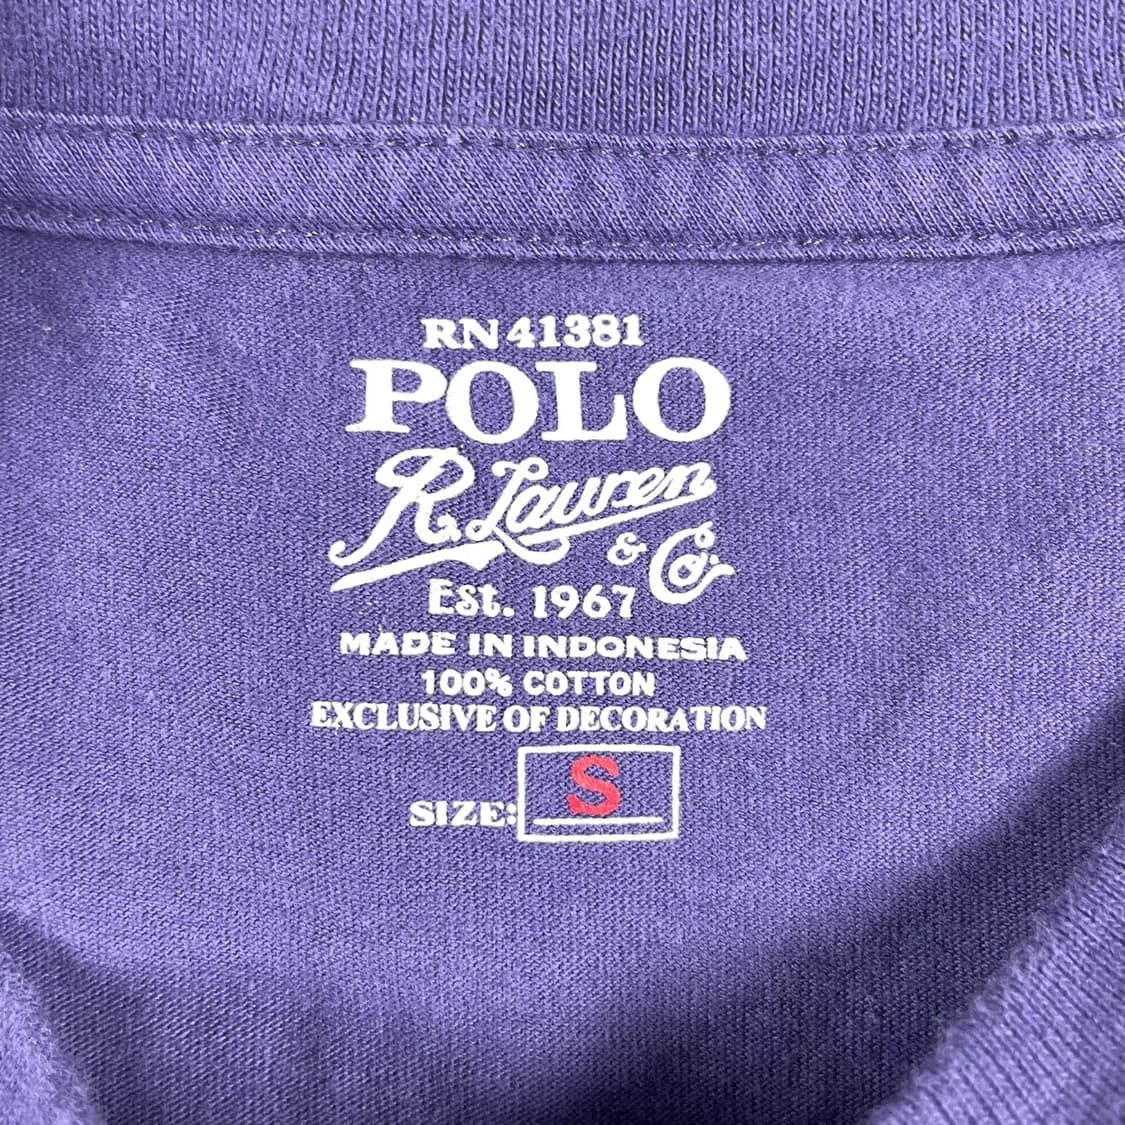 RN 41381
POLO
R. Lauren
& Co.
Est. 1967
MADE IN INDONESIA
100% COTTON
EXCLUSIVE OF DECORATION
SIZE: S